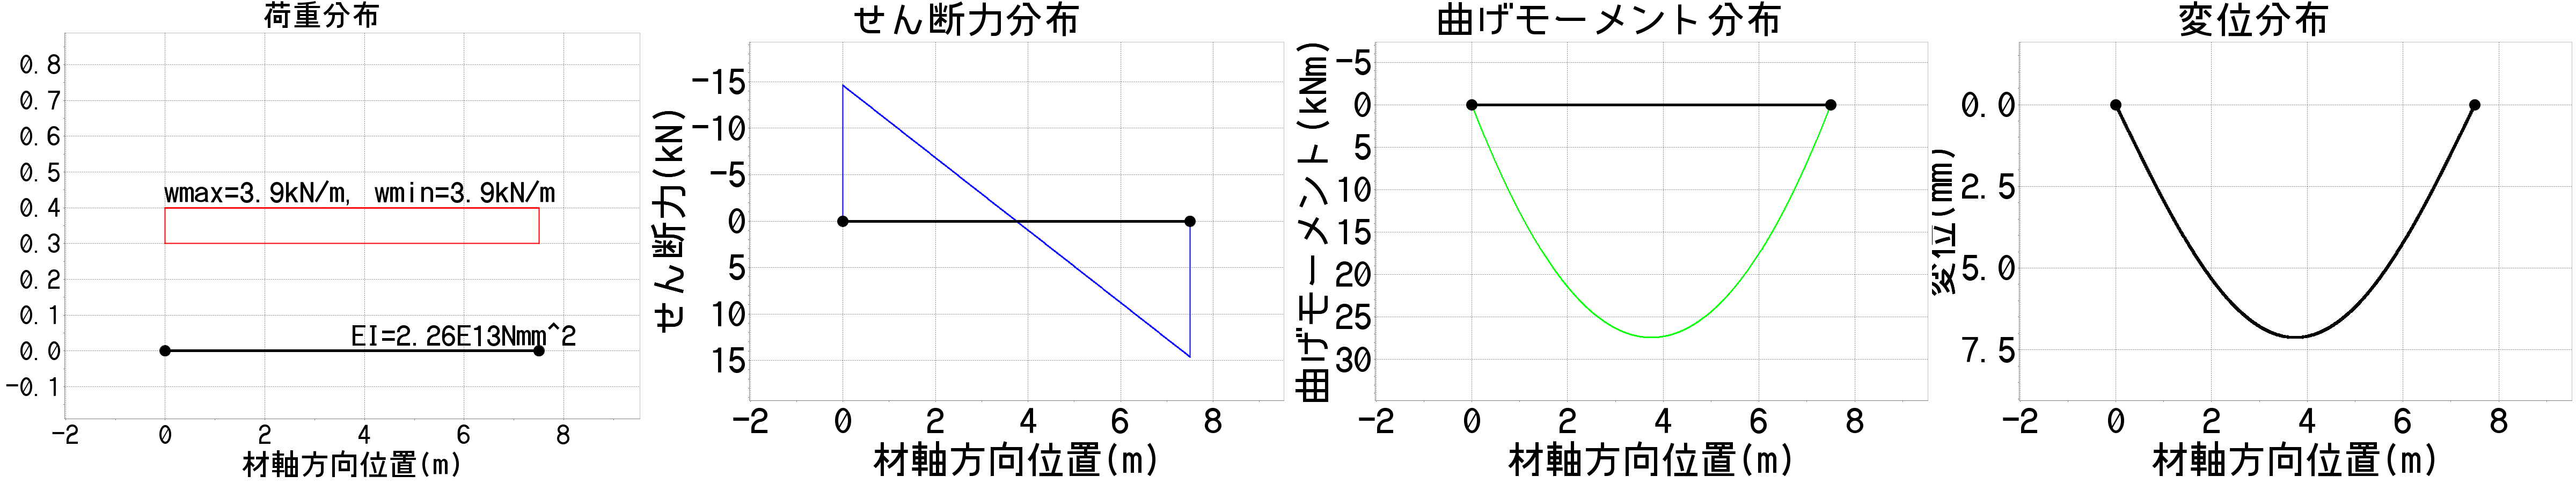 荷重分布
0.8
0.7
0.6
0.5
wmax=3.9kN/m, wmin=3.9kN/m
0.4
0.3
0.2
0.1
EI=2.26E13Nmm^2
0.0
-0.1
-2 0 2 4 6 8
材軸方向位置(m)
せん断力分布
せん断力(kN)
-15
-10
-5
0
5
10
15
-2 0 2 4 6 8
材軸方向位置(m)
曲げモーメント分布
曲げモーメント(kNm)
-5
0
5
10
15
20
25
30
-2 0 2 4 6 8
材軸方向位置(m)
変位分布
変位(mm)
0.0
2.5
5.0
7.5
-2 0 2 4 6 8
材軸方向位置(m)